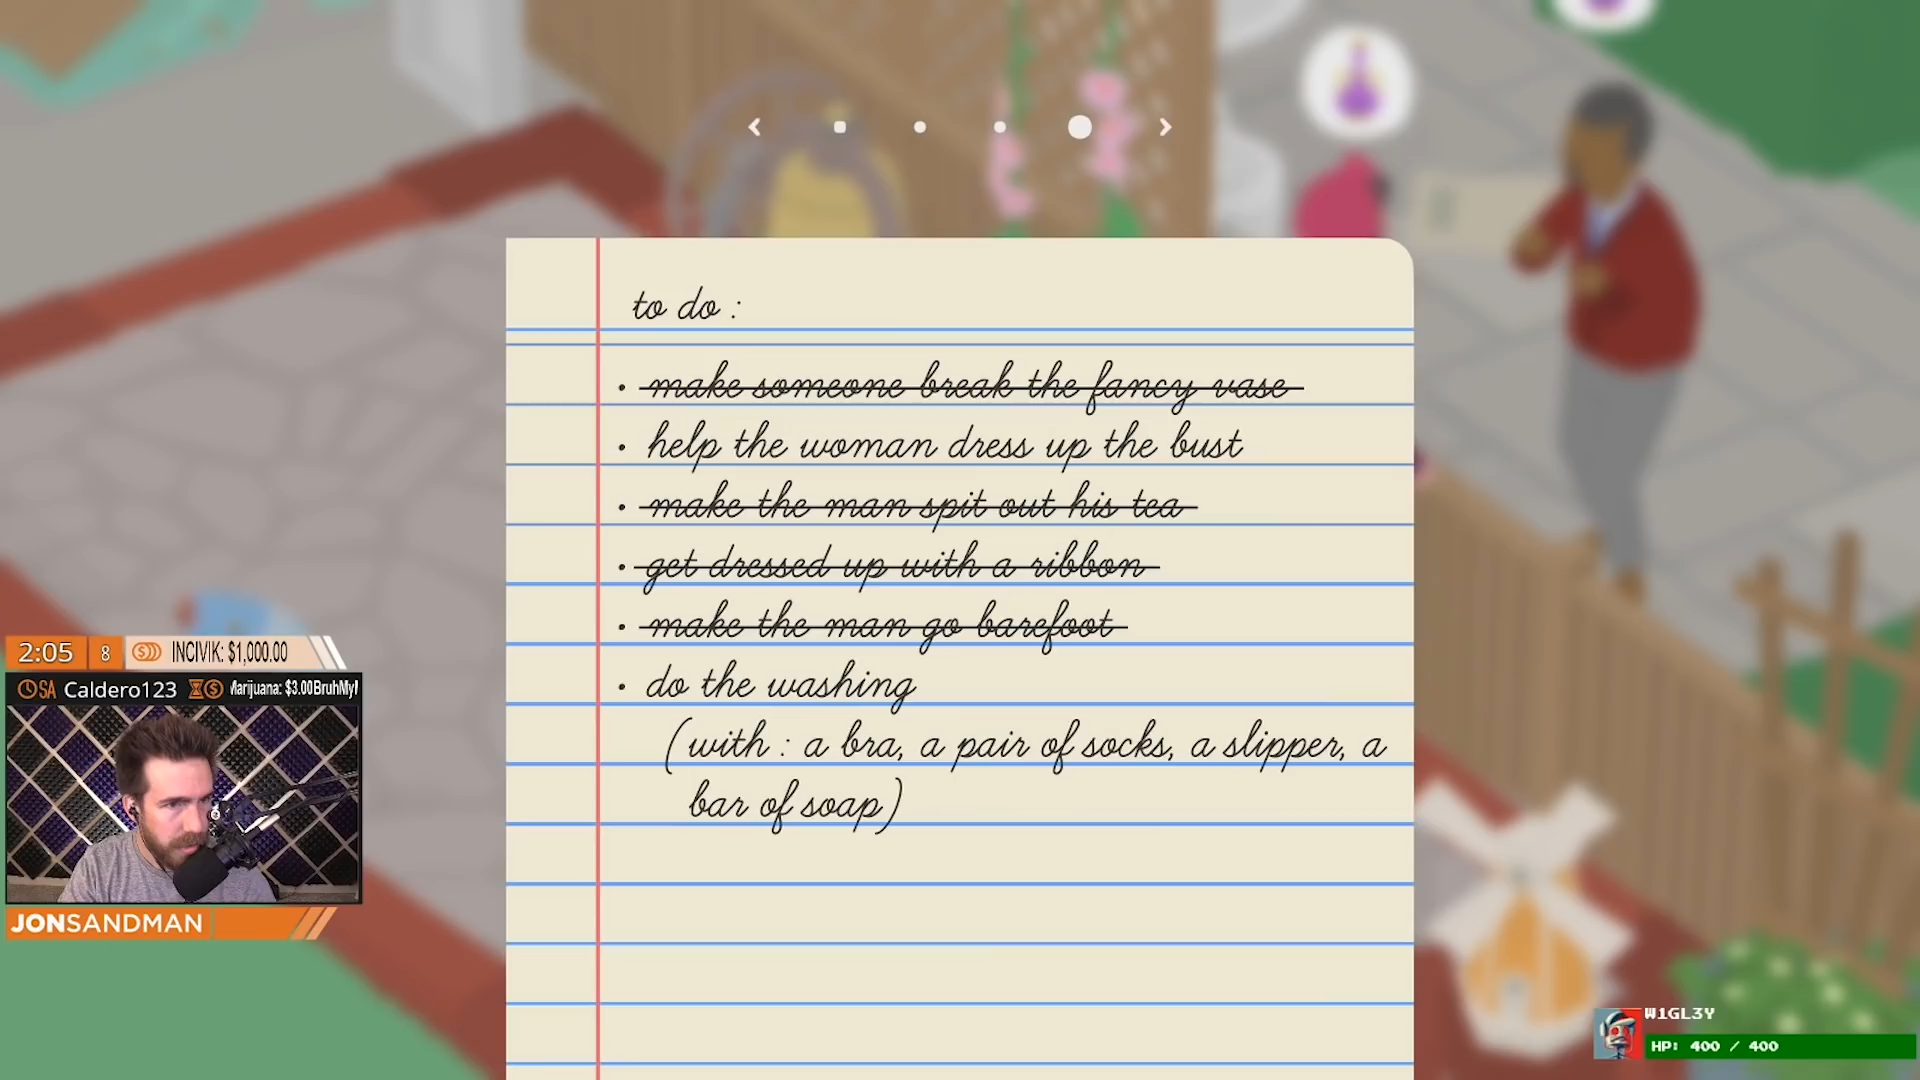 to do :
• make someone break the fancy vase
• help the woman dress up the bust
• make the man spit out his tea
• get dressed up with a ribbon
• make the man go barefoot
• do the washing
(with : a bra, a pair of socks, a slipper, a
bar of soap)
2:05 8 INCIVIK: $1,000.00
SA Caldero123 Marijuana: $3.00BruhMyM
JONSANDMAN
W1GL3Y
HP: 400 / 400